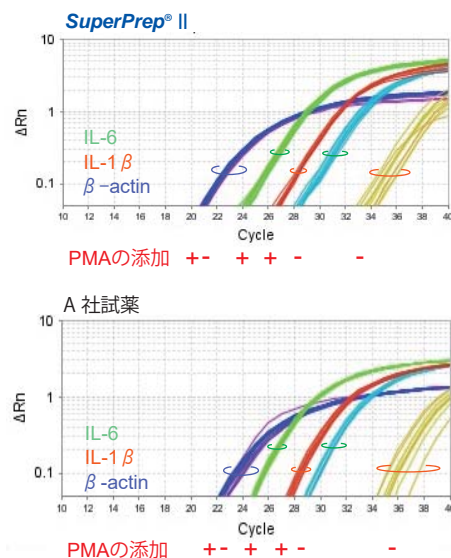 SuperPrep® II
10
1
0.1
ΔRn
IL-6
IL-1β
β-actin
10 12 14 16 18 20 22 24 26 28 30 32 34 36 38 40
Cycle
PMAの添加 + - + + - -
A 社試薬
10
1
0.1
ΔRn
IL-6
IL-1β
β-actin
10 12 14 16 18 20 22 24 26 28 30 32 34 36 38 40
Cycle
PMAの添加 + - + + - -